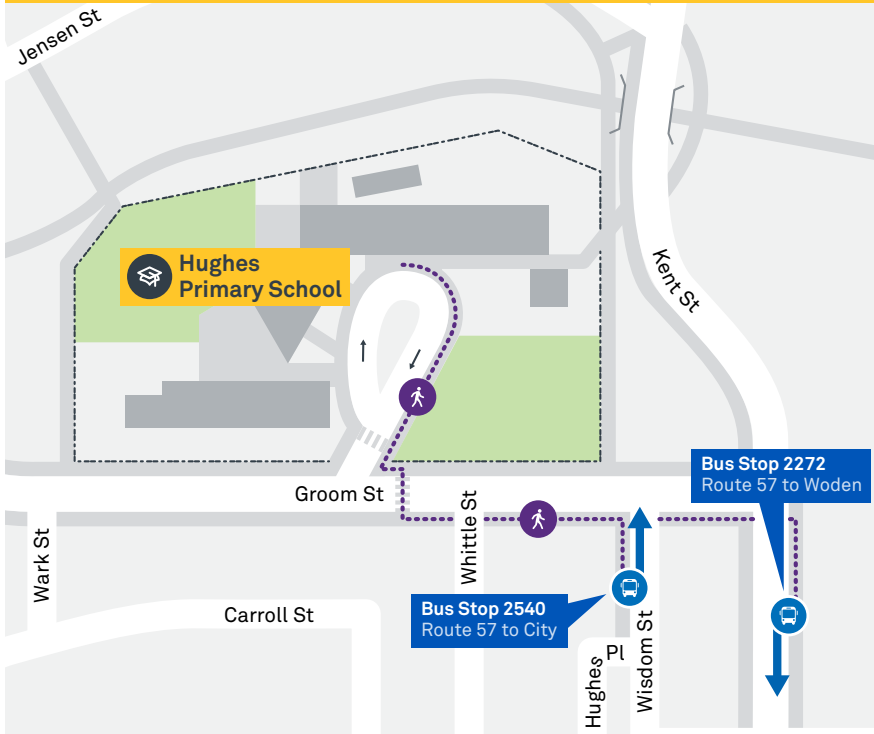 Jensen St
Hughes
Primary School
Kent St
Bus Stop 2272
Route 57 to Woden
Groom St
Whittle St
Wark St
Carroll St
Bus Stop 2540
Route 57 to City
Hughes Pl
Wisdom St